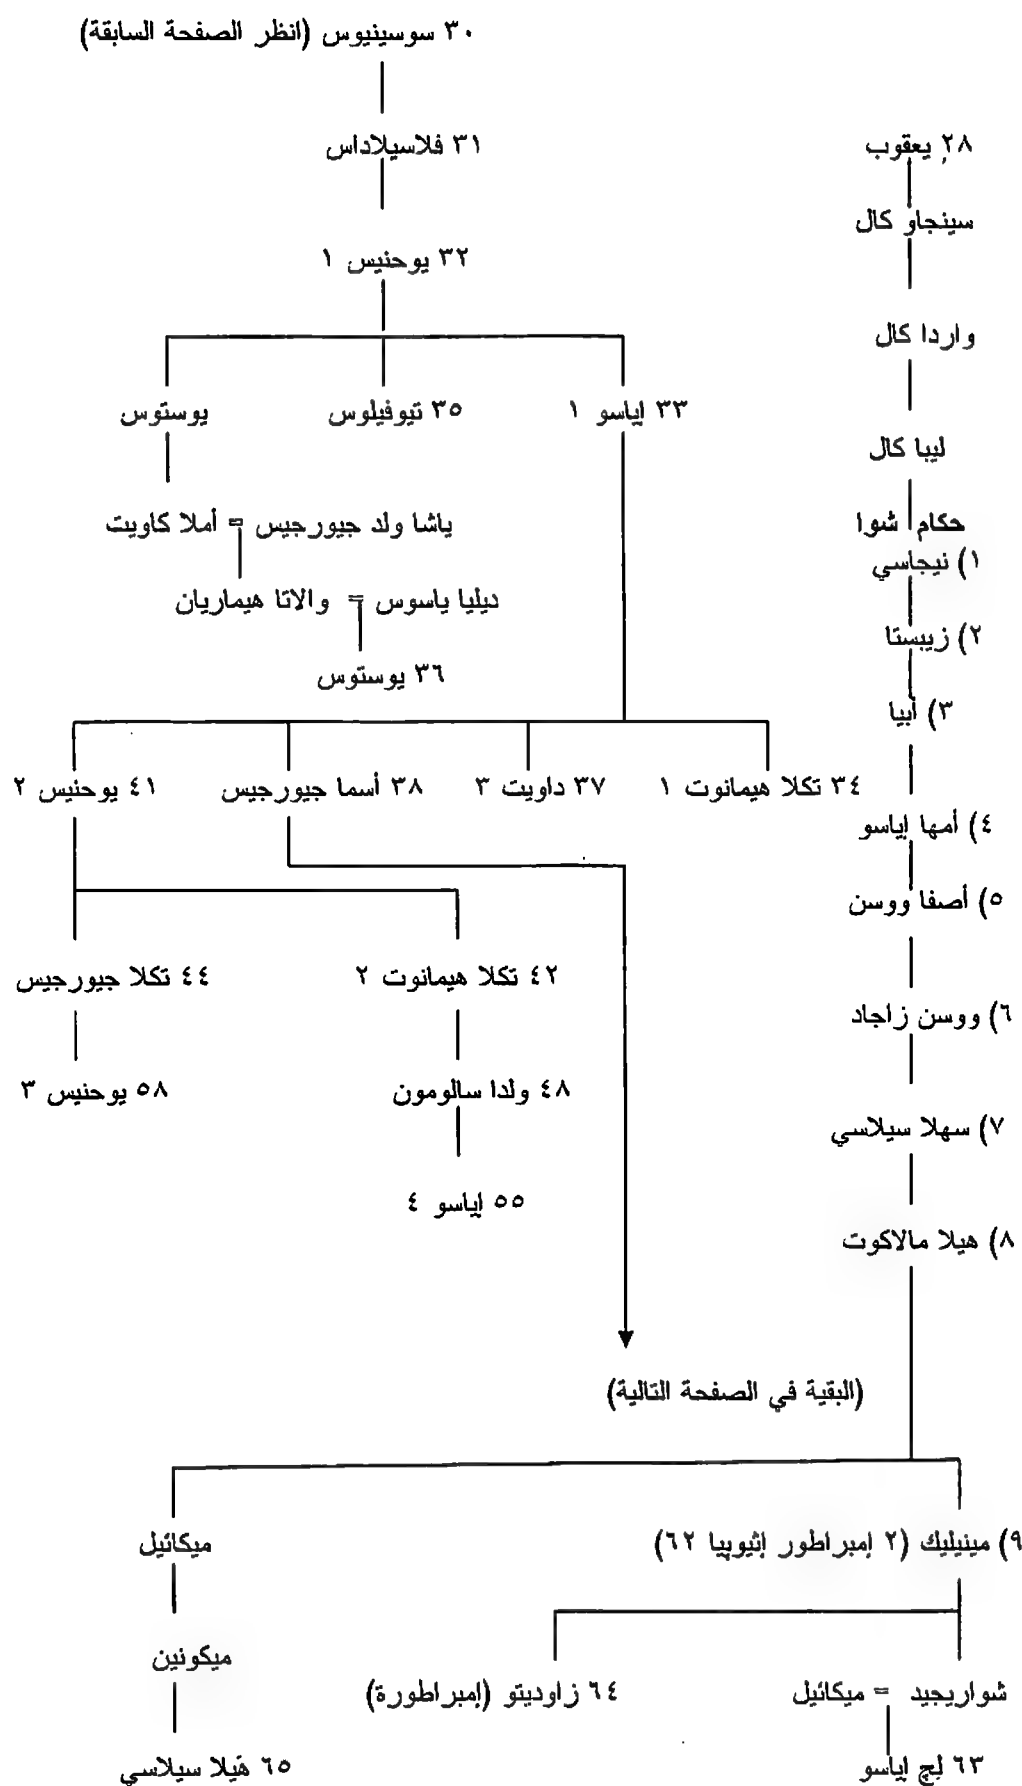 ٣٠ سوسينيوس (انظر الصفحة السابقة)
٢٨ يعقوب
٣١ فلاسيلاداس
سينجاو كال
٣٢ يوحنيس ١
واردا كال
٣٣ إياسو ١
٣٥ تيوفيلوس
يوستوس
ليبا كال
حكام شوا
ياشا ولد جيورجيس = أملا كاويت
١) نيجاسي
ديليا ياسوس = والاتا هيماريان
٢) زيبستا
٣٦ يوستوس
٣) أبيا
٣٤ تكلا هيمانوت ١
٣٧ داويت ٣
٣٨ أسما جيورجيس
٤١ يوحنيس ٢
٤) أمها إياسو
٥) أصفا ووسن
٤٢ تكلا هيمانوت ٢
٤٤ تكلا جيورجيس
٦) ووسن زاجاد
٤٨ ولدا سالومون
٥٨ يوحنيس ٣
٧) سهلا سيلاسي
٥٥ إياسو ٤
٨) هيلا مالاكوت
(البقية في الصفحة التالية)
٩) مينيليك (٢ إمبراطور إثيوبيا ٦٢)
ميكائيل
ميكونين
شواريجيد = ميكائيل
٦٤ زاوديتو (إمبراطورة)
٦٣ لچ إياسو
٦٥ هيلا سيلاسي